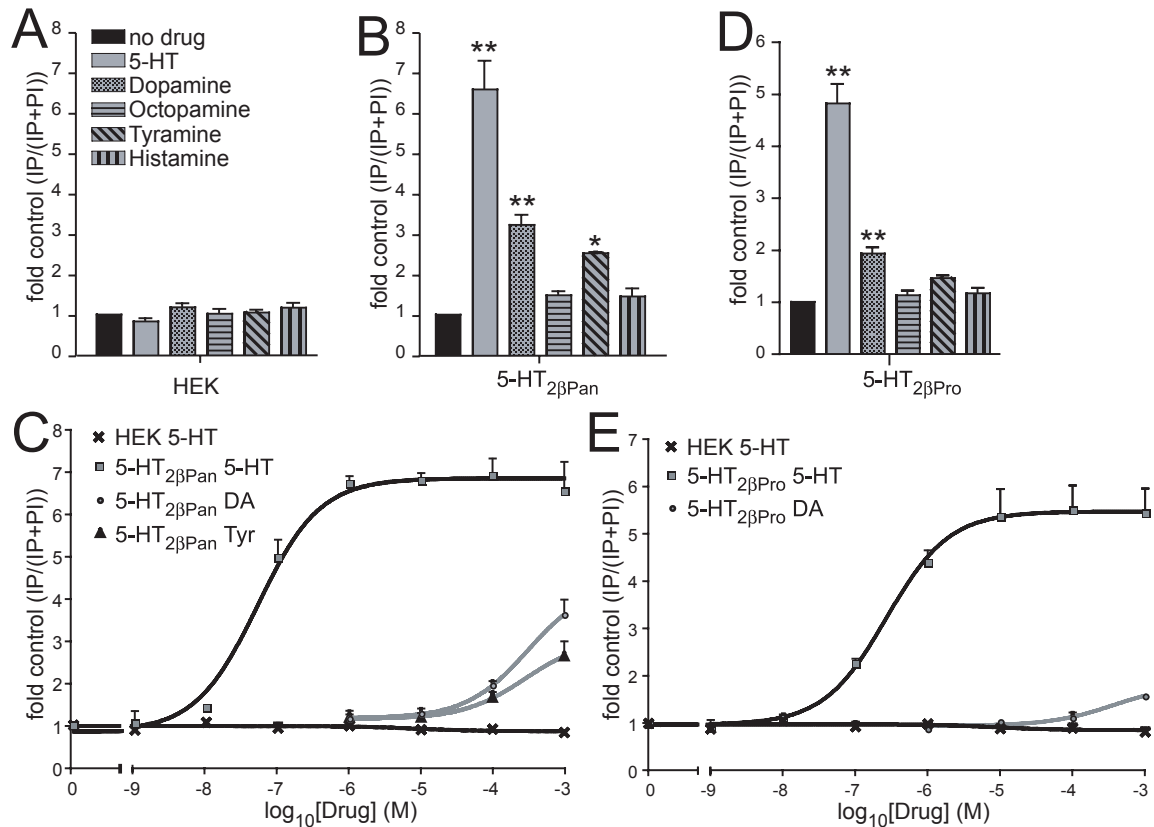 A
no drug
5-HT
Dopamine
Octopamine
Tyramine
Histamine
fold control (IP/(IP+PI))
8
7
6
5
4
3
2
1
0
HEK
B
fold control (IP/(IP+PI))
8
7
6
5
4
3
2
1
0
**
**
*
5-HT2βPan
D
fold control (IP/(IP+PI))
6
5
4
3
2
1
0
**
**
5-HT2βPro
C
HEK 5-HT
5-HT2βPan 5-HT
5-HT2βPan DA
5-HT2βPan Tyr
fold control (IP/(IP+PI))
8
7
6
5
4
3
2
1
0
0 -9 -8 -7 -6 -5 -4 -3
log10[Drug] (M)
E
HEK 5-HT
5-HT2βPro 5-HT
5-HT2βPro DA
fold control (IP/(IP+PI))
7
6
5
4
3
2
1
0
0 -9 -8 -7 -6 -5 -4 -3
log10[Drug] (M)